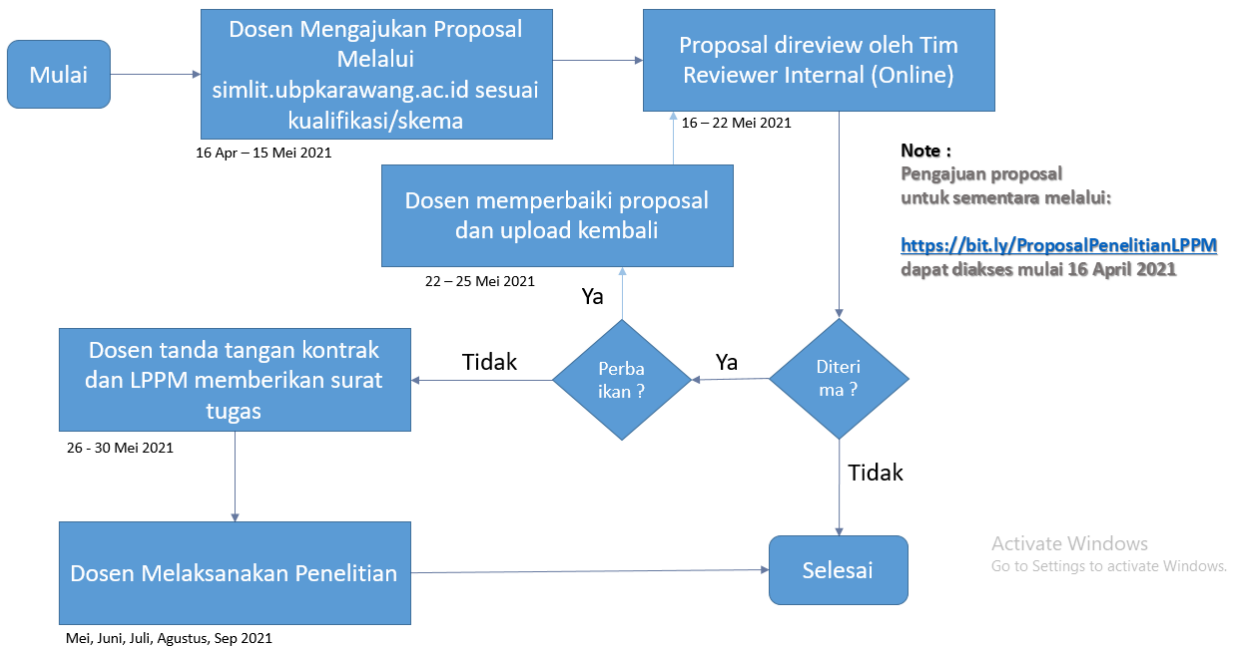 Mulai
Dosen Mengajukan Proposal
Melalui
simlit.ubpkarawang.ac.id sesuai
kualifikasi/skema
16 Apr – 15 Mei 2021
Proposal direview oleh Tim
Reviewer Internal (Online)
16 – 22 Mei 2021
Note :
Pengajuan proposal
untuk sementara melalui:
https://bit.ly/ProposalPenelitianLPPM
dapat diakses mulai 16 April 2021
Dosen memperbaiki proposal
dan upload kembali
22 – 25 Mei 2021
Ya
Diteri
ma ?
Ya
Perba
ikan ?
Tidak
Dosen tanda tangan kontrak
dan LPPM memberikan surat
tugas
26 - 30 Mei 2021
Tidak
Dosen Melaksanakan Penelitian
Mei, Juni, Juli, Agustus, Sep 2021
Selesai
Activate Windows
Go to Settings to activate Windows.